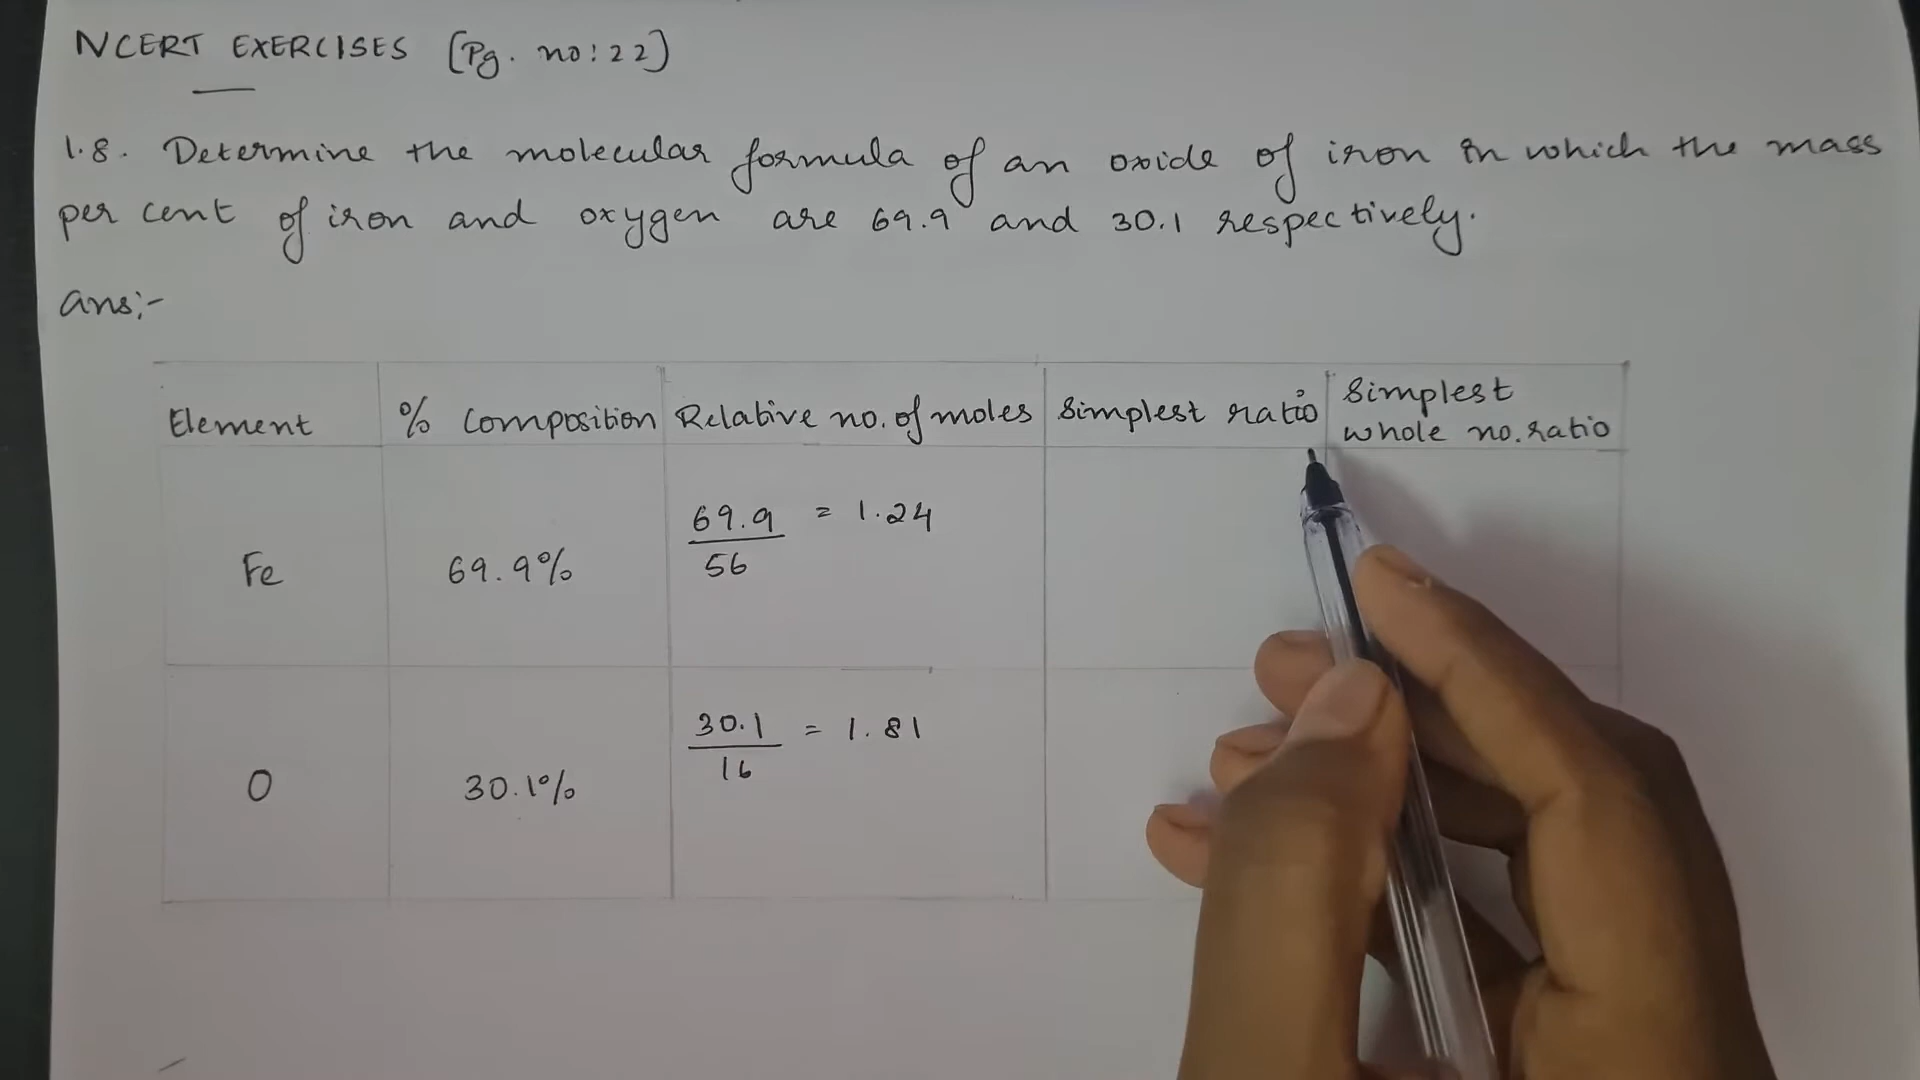 NCERT EXERCISES [Pg. no:22]
1.8. Determine the molecular formula of an oxide of iron in which the mass
per cent of iron and oxygen are 69.9 and 30.1 respectively.
ans:-
Element | % Composition | Relative no. of moles | Simplest ratio | Simplest whole no. ratio
Fe | 69.9% | 69.9/56 = 1.24
O | 30.1% | 30.1/16 = 1.81